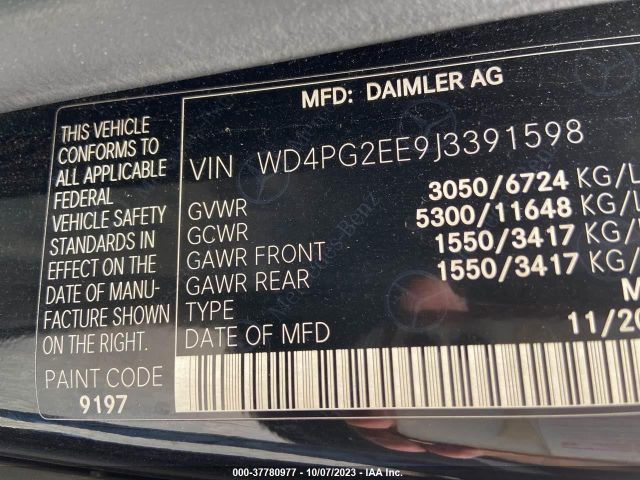 MFD: DAIMLER AG
THIS VEHICLE
CONFORMS TO
ALL APPLICABLE
FEDERAL
VEHICLE SAFETY
STANDARDS IN
EFFECT ON THE
DATE OF MANU-
FACTURE SHOWN
ON THE RIGHT.
PAINT CODE
9197
VIN WD4PG2EE9J3391598
GVWR 3050/6724 KG/L
GCWR 5300/11648 KG/L
GAWR FRONT 1550/3417 KG/
GAWR REAR 1550/3417 KG/
TYPE M
DATE OF MFD 11/20
Mercedes-Benz
000-37780977 - 10/07/2023 - IAA Inc.